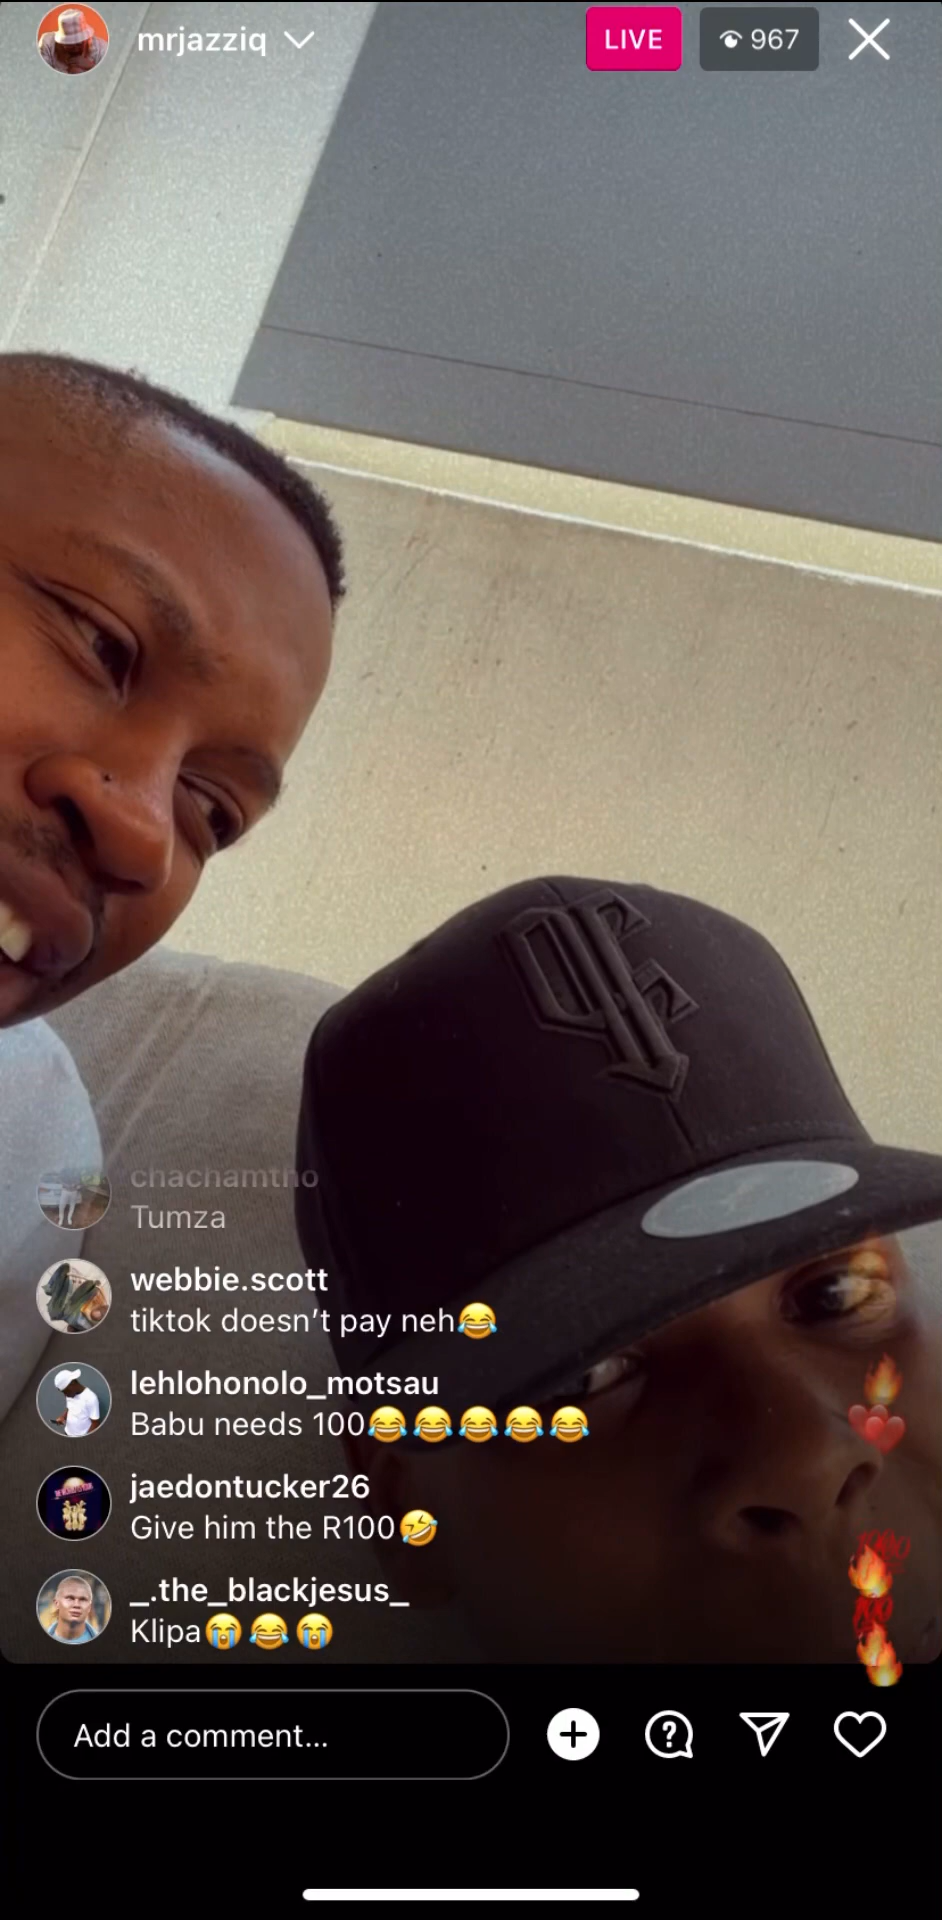 mrjazziq
LIVE
967
chachamtho
Tumza
webbie.scott
tiktok doesn't pay neh😂
lehlohonolo_motsau
Babu needs 100😂😂😂😂😂
jaedontucker26
Give him the R100🤣
_.the_blackjesus_
Klipa😭😂😭
Add a comment...